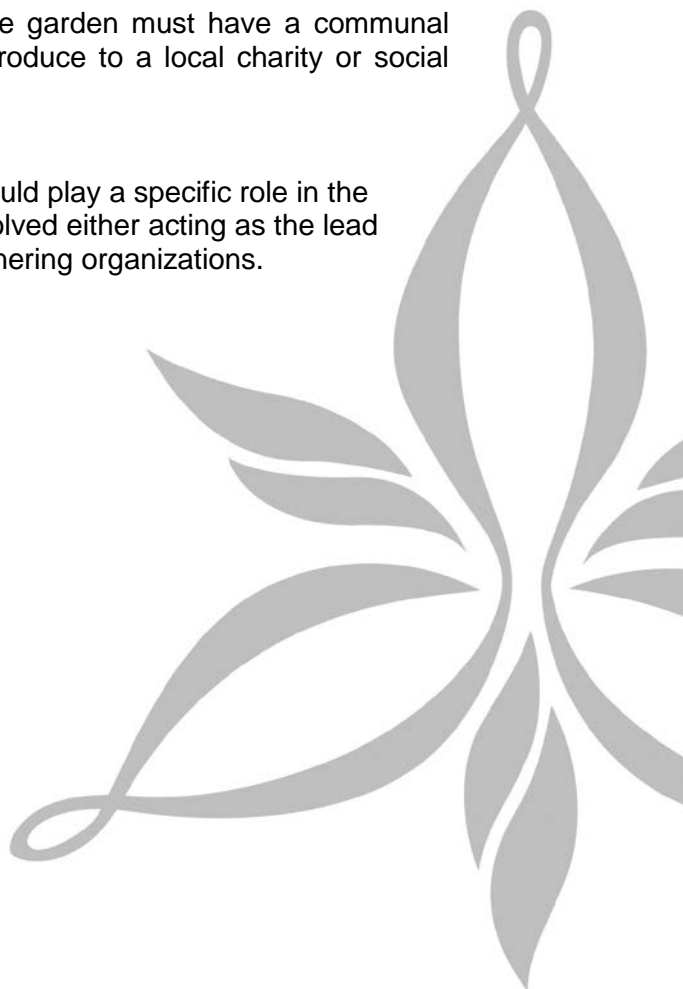 e garden must have a communal
roduce to a local charity or social
uld play a specific role in the
olved either acting as the lead
nering organizations.